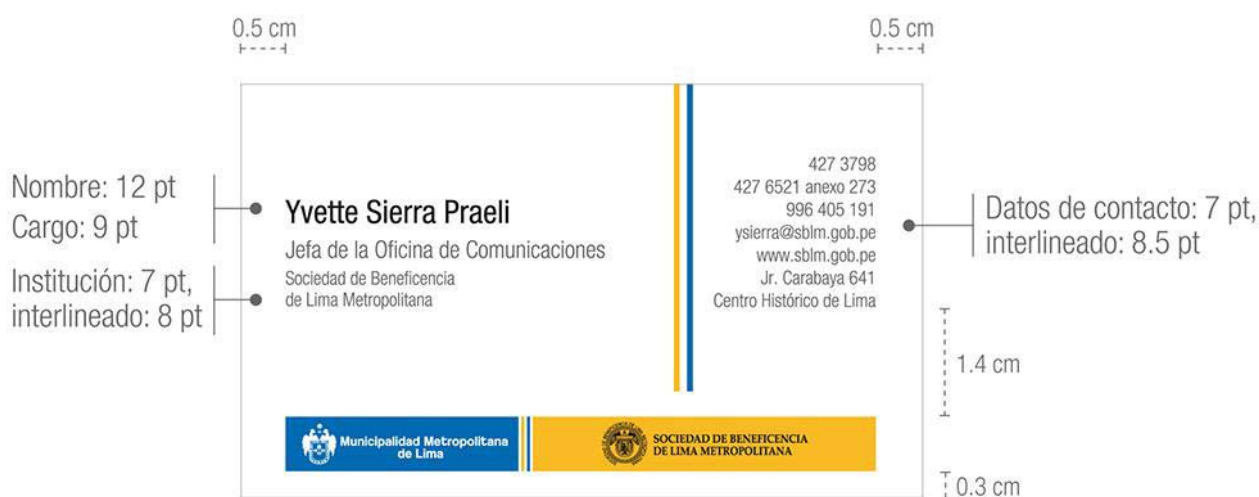 0.5 cm
0.5 cm
Nombre: 12 pt
Cargo: 9 pt
Institución: 7 pt,
interlineado: 8 pt
Yvette Sierra Praeli
Jefa de la Oficina de Comunicaciones
Sociedad de Beneficencia
de Lima Metropolitana
427 3798
427 6521 anexo 273
996 405 191
ysierra@sblm.gob.pe
www.sblm.gob.pe
Jr. Carabaya 641
Centro Histórico de Lima
Datos de contacto: 7 pt,
interlineado: 8.5 pt
1.4 cm
Municipalidad Metropolitana
de Lima
SOCIEDAD DE BENEFICENCIA
DE LIMA METROPOLITANA
0.3 cm